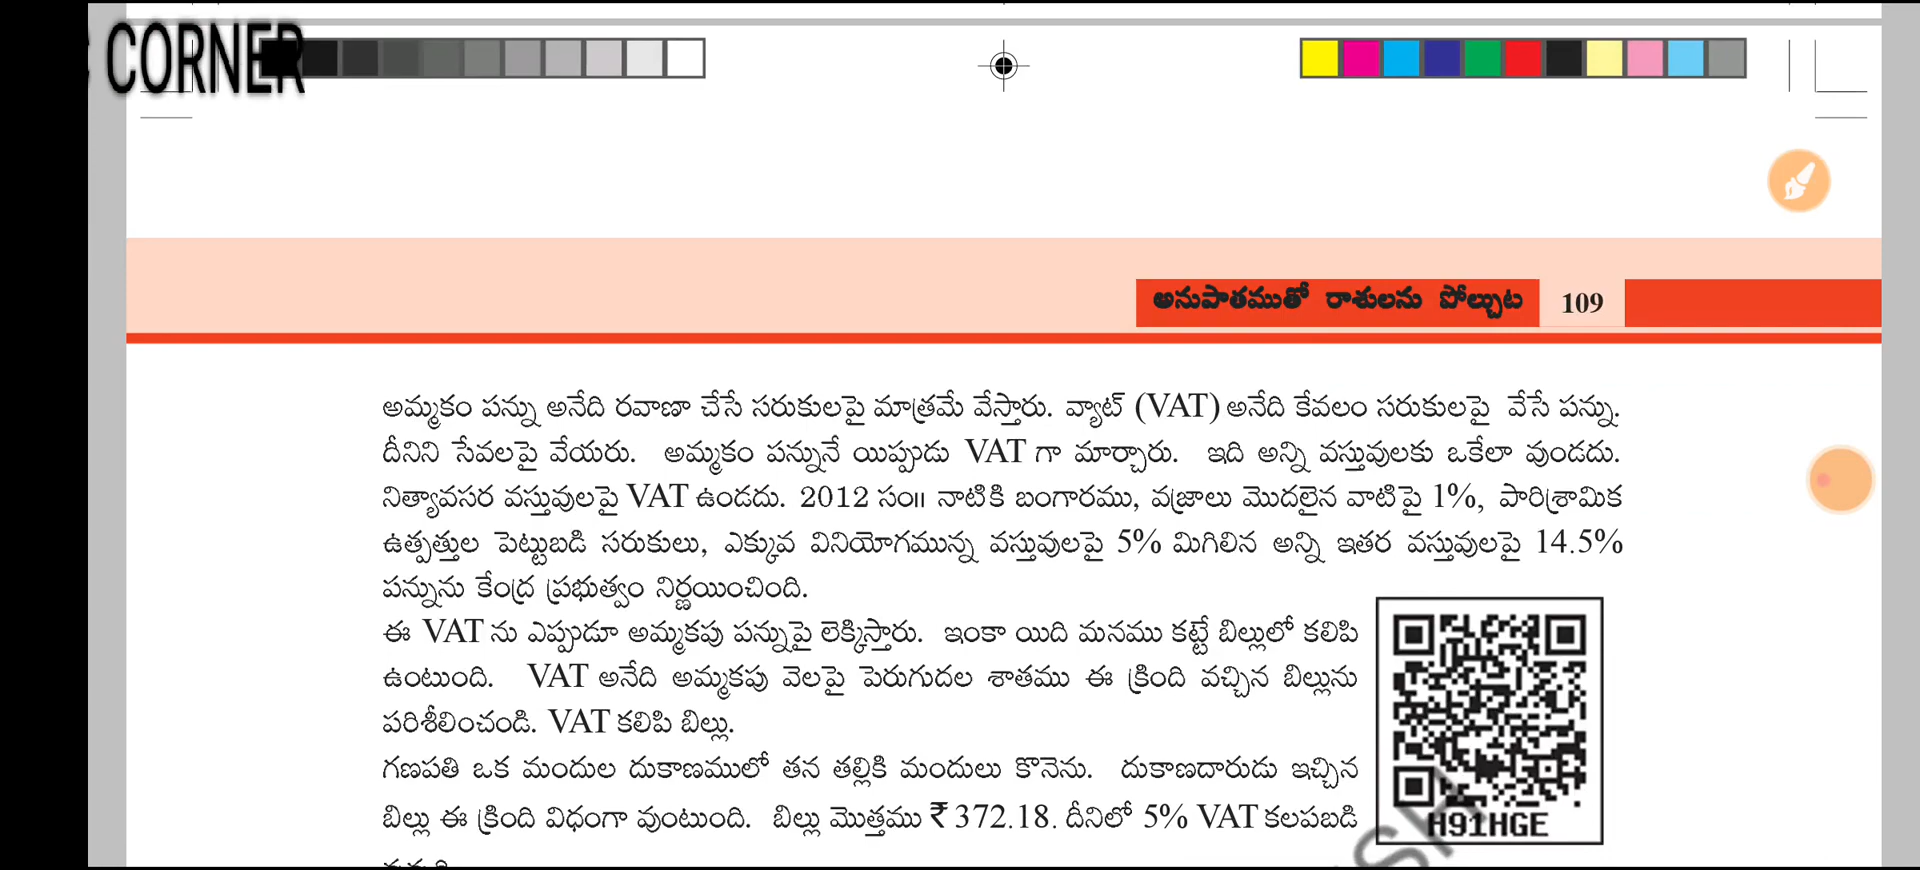 CORNER
అనుపాతముతో రాశులను పోల్చుట 109
అమ్మకం పన్ను అనేది రవాణా చేసే సరుకులపై మాత్రమే వేస్తారు. వ్యాట్ (VAT) అనేది కేవలం సరుకులపై వేసే పన్ను.
దీనిని సేవలపై వేయరు. అమ్మకం పన్నునే యిప్పుడు VAT గా మార్చారు. ఇది అన్ని వస్తువులకు ఒకేలా వుండదు.
నిత్యావసర వస్తువులపై VAT ఉండదు. 2012 సం॥ నాటికి బంగారము, వజ్రాలు మొదలైన వాటిపై 1%, పారిశ్రామిక
ఉత్పత్తుల పెట్టుబడి సరుకులు, ఎక్కువ వినియోగమున్న వస్తువులపై 5% మిగిలిన అన్ని ఇతర వస్తువులపై 14.5%
పన్నును కేంద్ర ప్రభుత్వం నిర్ణయించింది.
ఈ VAT ను ఎప్పుడూ అమ్మకపు పన్నుపై లెక్కిస్తారు. ఇంకా యిది మనము కట్టే బిల్లులో కలిపి
ఉంటుంది. VAT అనేది అమ్మకపు వెలపై పెరుగుదల శాతము ఈ క్రింది వచ్చిన బిల్లును
పరిశీలించండి. VAT కలిపి బిల్లు.
గణపతి ఒక మందుల దుకాణములో తన తల్లికి మందులు కొనెను. దుకాణదారుడు ఇచ్చిన
బిల్లు ఈ క్రింది విధంగా వుంటుంది. బిల్లు మొత్తము ₹ 372.18. దీనిలో 5% VAT కలపబడి
H91HGE